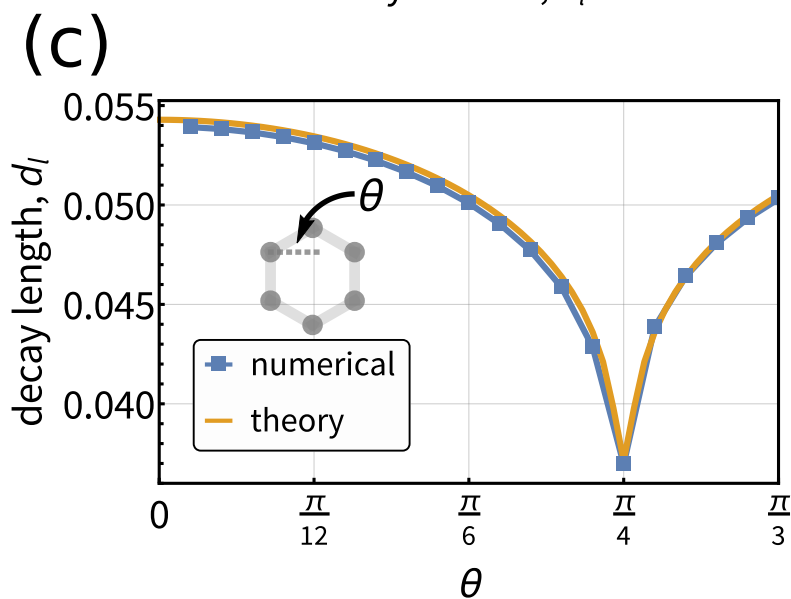 (c)
0.055
0.050
0.045
0.040
decay length, d_l
θ
numerical
theory
0
π/12
π/6
π/4
π/3
θ